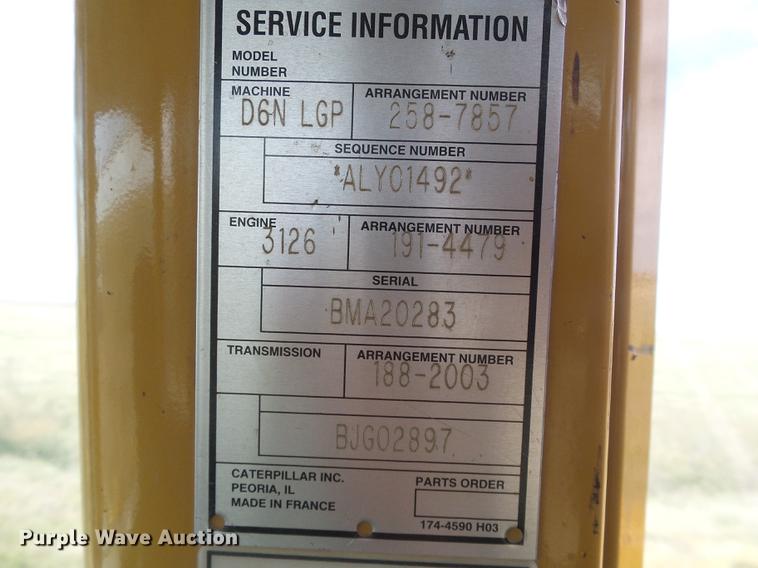 SERVICE INFORMATION
MODEL
NUMBER
MACHINE
D6N LGP
ARRANGEMENT NUMBER
258-7857
SEQUENCE NUMBER
*ALY01492*
ENGINE
3126
ARRANGEMENT NUMBER
191-4479
SERIAL
BMA20283
TRANSMISSION
ARRANGEMENT NUMBER
188-2003
BJG02897
CATERPILLAR INC.
PEORIA, IL
MADE IN FRANCE
PARTS ORDER
174-4590 H03
Purple Wave Auction